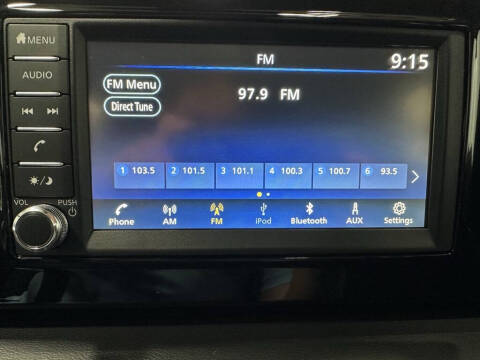 MENU
FM
9:15
AUDIO
FM Menu
Direct Tune
97.9 FM
1 103.5 2 101.5 3 101.1 4 100.3 5 100.7 6 93.5
VOL PUSH
Phone AM FM iPod Bluetooth AUX Settings